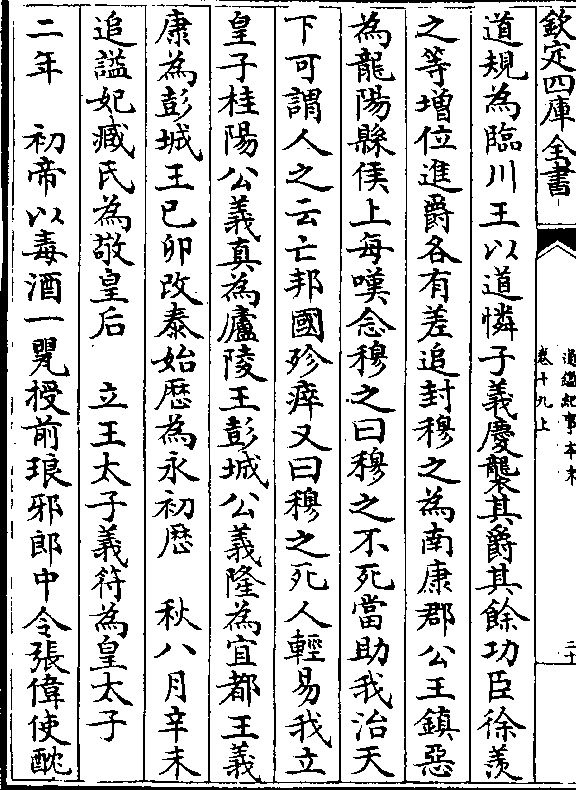 欽定四庫全書
通鑑紀事本末
卷十九上
二十
道規為臨川王以道憐子義慶襲其爵其餘功臣徐羨
之等增位進爵各有差追封穆之為南康郡公王鎮惡
為龍陽縣侯上每嘆念穆之曰穆之不死當助我治天
下可謂人之云亡邦國殄瘁又曰穆之死人輕易我立
皇子桂陽公義真為廬陵王彭城公義隆為宜都王義
康為彭城王已卯改泰始歴為永初歴　秋八月辛未
追謚妃臧氏為敬皇后　立王太子義符為皇太子
二年　初帝以毒酒一甖授前琅邪郎中令張偉使酖